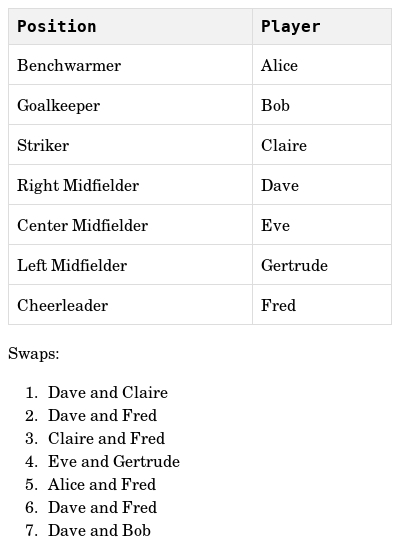 Position Player
Benchwarmer Alice
Goalkeeper Bob
Striker Claire
Right Midfielder Dave
Center Midfielder Eve
Left Midfielder Gertrude
Cheerleader Fred
Swaps:
1. Dave and Claire
2. Dave and Fred
3. Claire and Fred
4. Eve and Gertrude
5. Alice and Fred
6. Dave and Fred
7. Dave and Bob